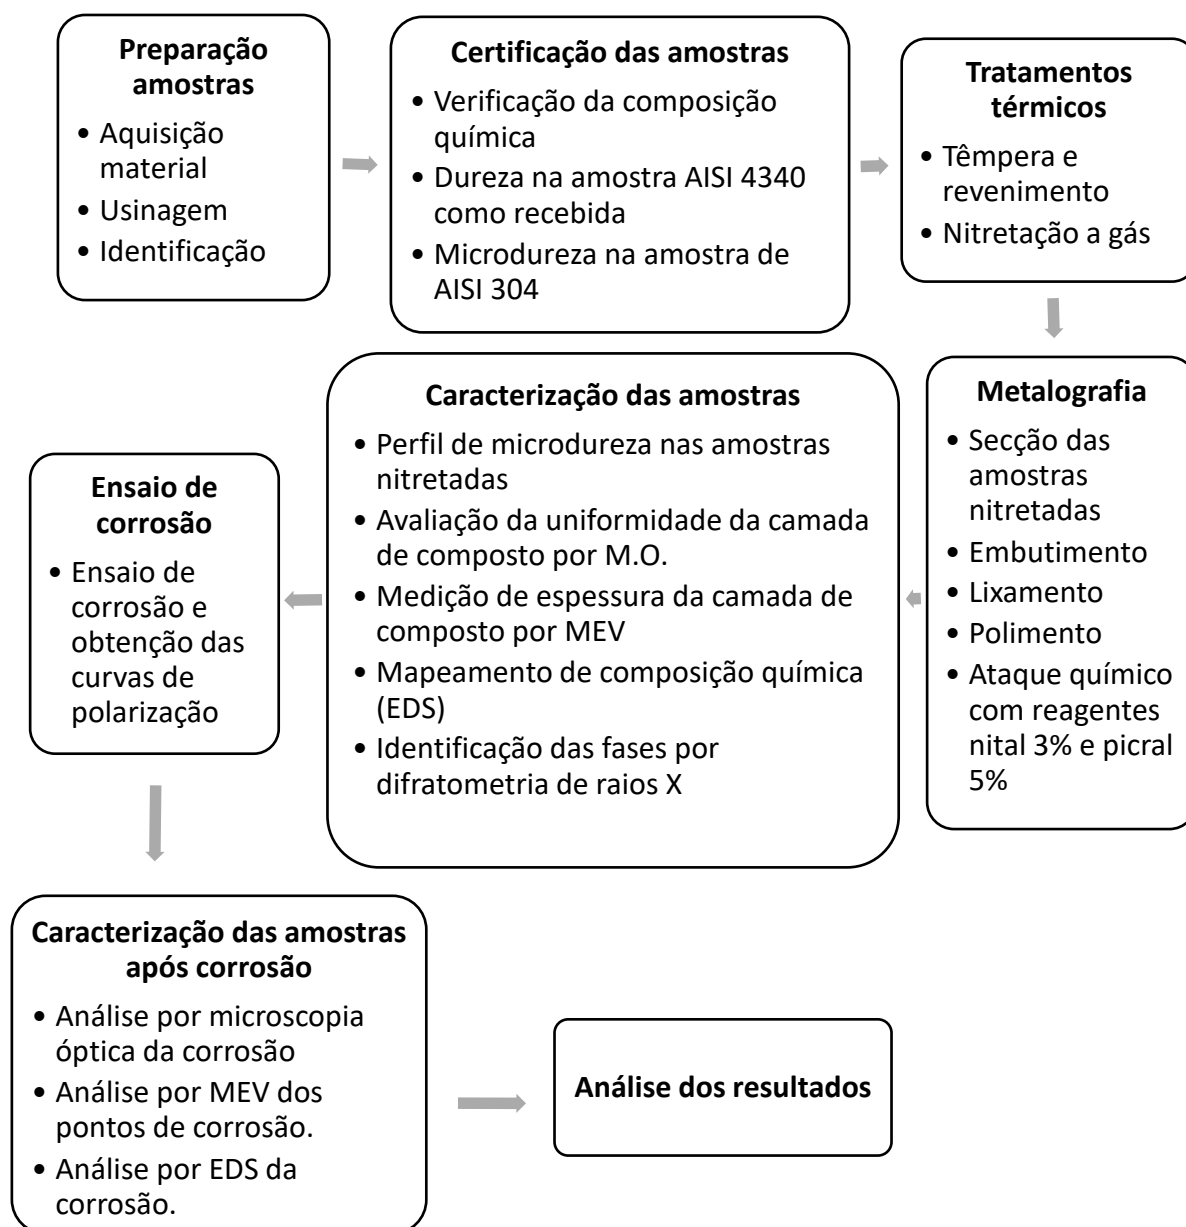 Preparação
amostras
• Aquisição
material
• Usinagem
• Identificação
Certificação das amostras
• Verificação da composição
química
• Dureza na amostra AISI 4340
como recebida
• Microdureza na amostra de
AISI 304
Tratamentos
térmicos
• Têmpera e
revenimento
• Nitretação a gás
Metalografia
• Secção das
amostras
nitretadas
• Embutimento
• Lixamento
• Polimento
• Ataque químico
com reagentes
nital 3% e picral
5%
Caracterização das amostras
• Perfil de microdureza nas amostras
nitretadas
• Avaliação da uniformidade da camada
de composto por M.O.
• Medição de espessura da camada de
composto por MEV
• Mapeamento de composição química
(EDS)
• Identificação das fases por
difratometria de raios X
Ensaio de
corrosão
• Ensaio de
corrosão e
obtenção das
curvas de
polarização
Caracterização das amostras
após corrosão
• Análise por microscopia
óptica da corrosão
• Análise por MEV dos
pontos de corrosão.
• Análise por EDS da
corrosão.
Análise dos resultados